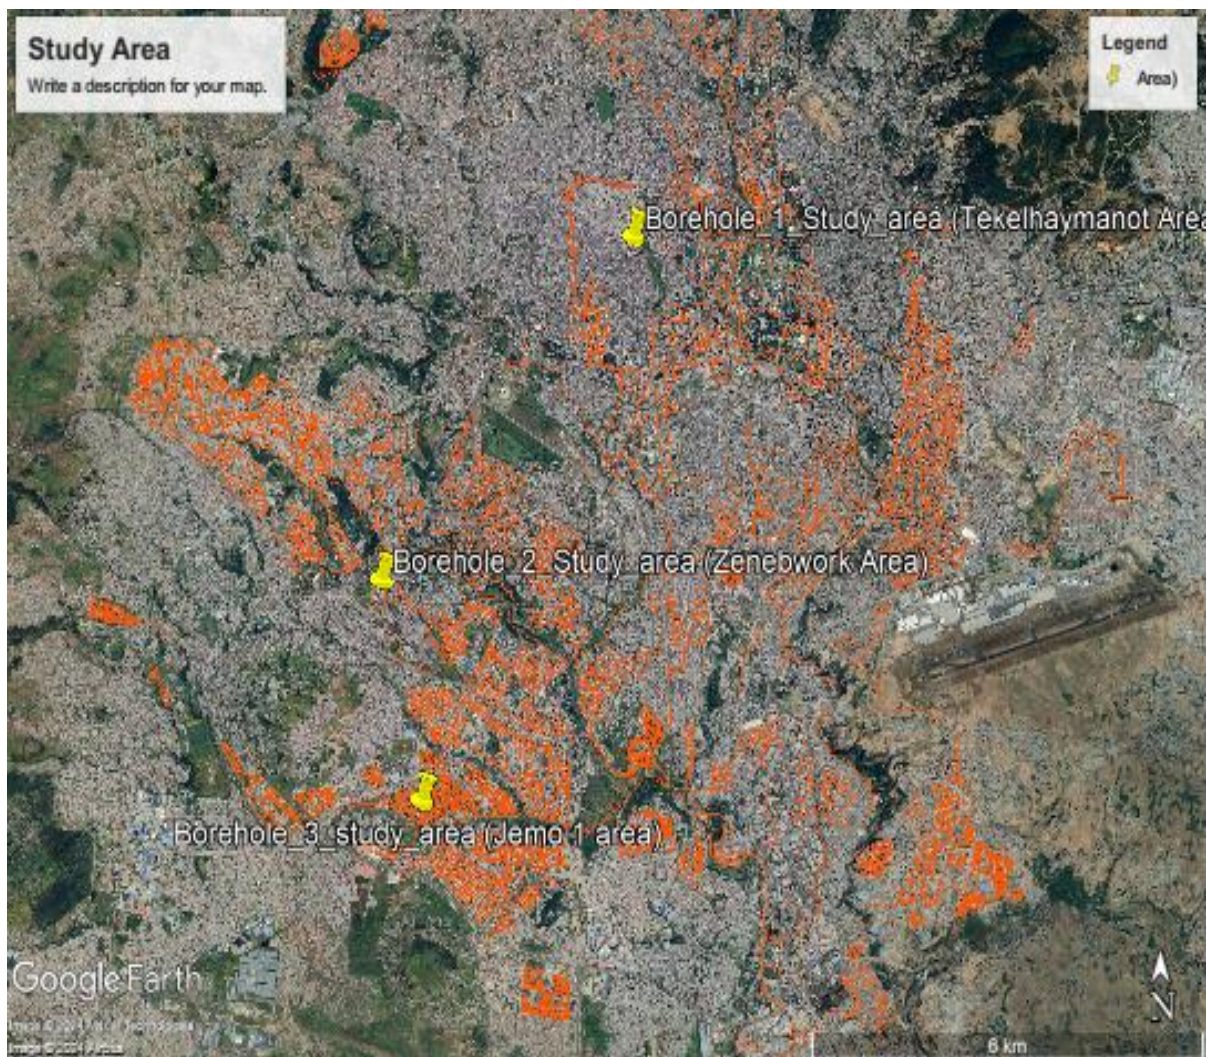 Study Area
Write a description for your map.
Legend
Area)
Borehole_1_Study_area (Tekelhaymanot Area
Borehole_2_Study_area (Zenebwork Area)
Borehole_3_study_area (Jemo 1 area)
Google Earth
N
6 km